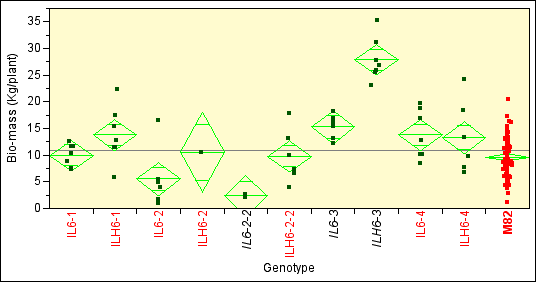 Bio-mass (Kg/plant)
35
30
25
20
15
10
5
0
IL6-1
ILH6-1
IL6-2
ILH6-2
IL6-2-2
ILH6-2-2
IL6-3
ILH6-3
IL6-4
ILH6-4
M82
Genotype